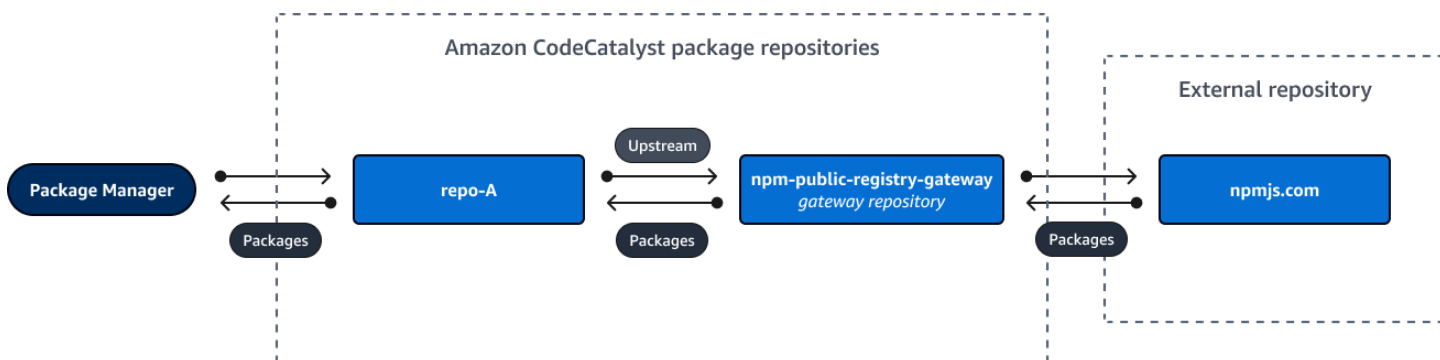 Amazon CodeCatalyst package repositories
External repository
Upstream
Package Manager
repo-A
npm-public-registry-gateway
gateway repository
npmjs.com
Packages
Packages
Packages